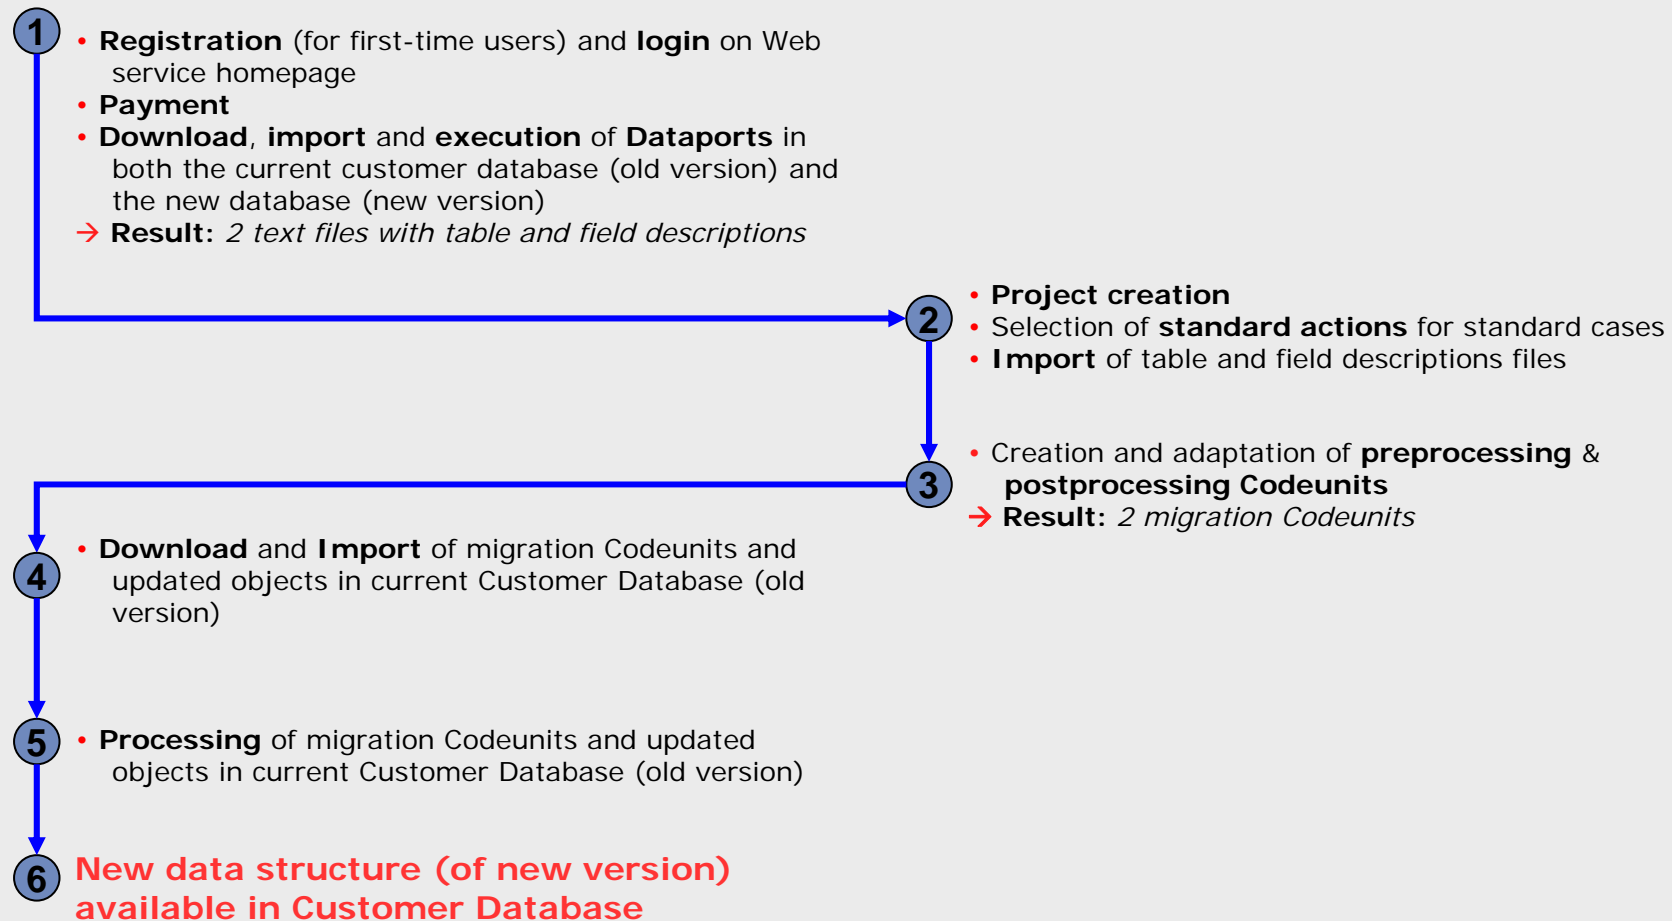 1
• Registration (for first-time users) and login on Web
service homepage
• Payment
• Download, import and execution of Dataports in
both the current customer database (old version) and
the new database (new version)
→ Result: 2 text files with table and field descriptions
2
• Project creation
• Selection of standard actions for standard cases
• Import of table and field descriptions files
3
• Creation and adaptation of preprocessing &
postprocessing Codeunits
→ Result: 2 migration Codeunits
4
• Download and Import of migration Codeunits and
updated objects in current Customer Database (old
version)
5
• Processing of migration Codeunits and updated
objects in current Customer Database (old version)
6
New data structure (of new version)
available in Customer Database